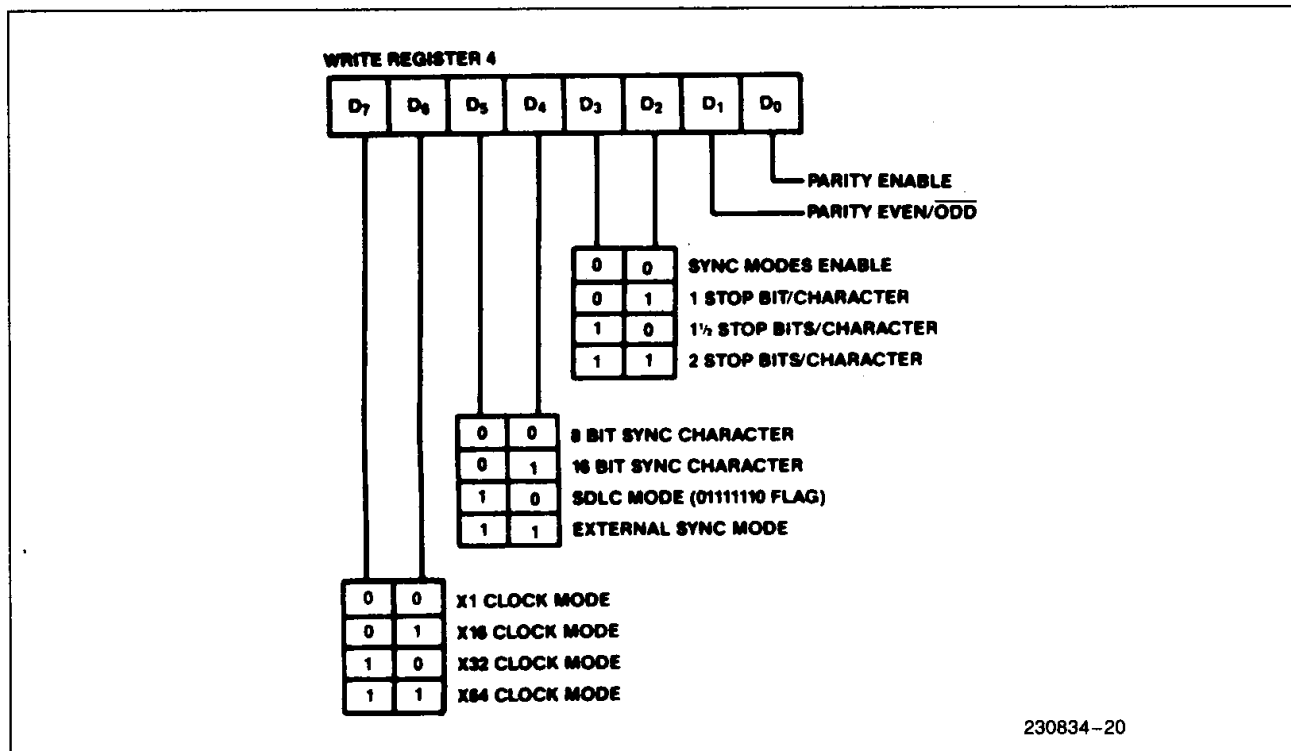 WRITE REGISTER 4
D7 D6 D5 D4 D3 D2 D1 D0
PARITY ENABLE
PARITY EVEN/ODD
0 0 SYNC MODES ENABLE
0 1 1 STOP BIT/CHARACTER
1 0 1½ STOP BITS/CHARACTER
1 1 2 STOP BITS/CHARACTER
0 0 8 BIT SYNC CHARACTER
0 1 16 BIT SYNC CHARACTER
1 0 SDLC MODE (01111110 FLAG)
1 1 EXTERNAL SYNC MODE
0 0 X1 CLOCK MODE
0 1 X16 CLOCK MODE
1 0 X32 CLOCK MODE
1 1 X64 CLOCK MODE
230834–20